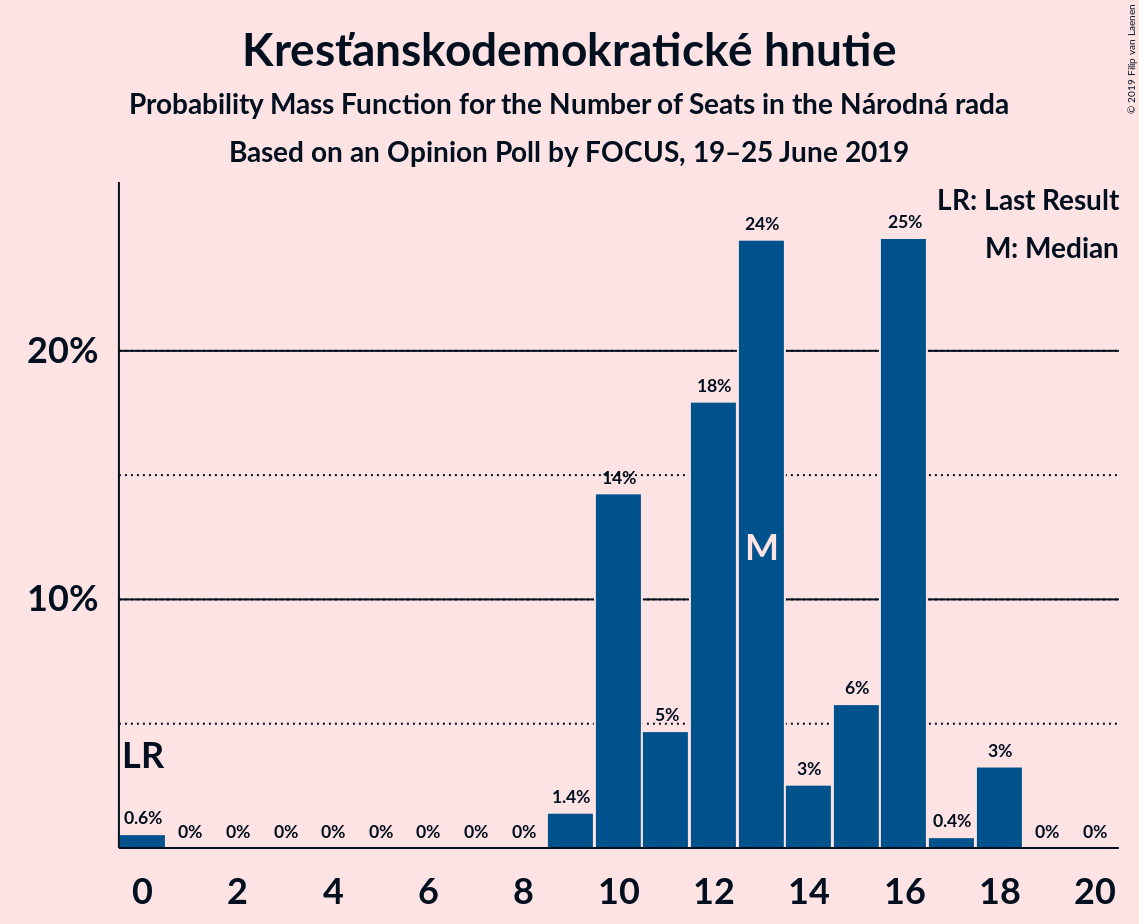 Kresťanskodemokratické hnutie
Probability Mass Function for the Number of Seats in the Národná rada
Based on an Opinion Poll by FOCUS, 19–25 June 2019
© 2019 Filip van Laenen
LR: Last Result
M: Median
20%
10%
0.6%
0%
0%
0%
0%
0%
0%
0%
0%
1.4%
14%
5%
18%
24%
3%
6%
25%
0.4%
3%
0%
0%
LR
M
0 2 4 6 8 10 12 14 16 18 20